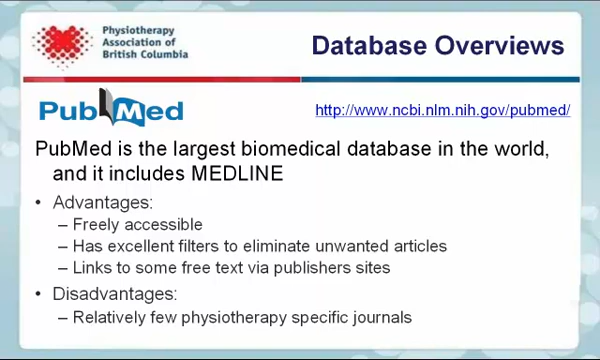 Physiotherapy
Association of
British Columbia
Database Overviews
PubMed
http://www.ncbi.nlm.nih.gov/pubmed/
PubMed is the largest biomedical database in the world,
and it includes MEDLINE
• Advantages:
– Freely accessible
– Has excellent filters to eliminate unwanted articles
– Links to some free text via publishers sites
• Disadvantages:
– Relatively few physiotherapy specific journals